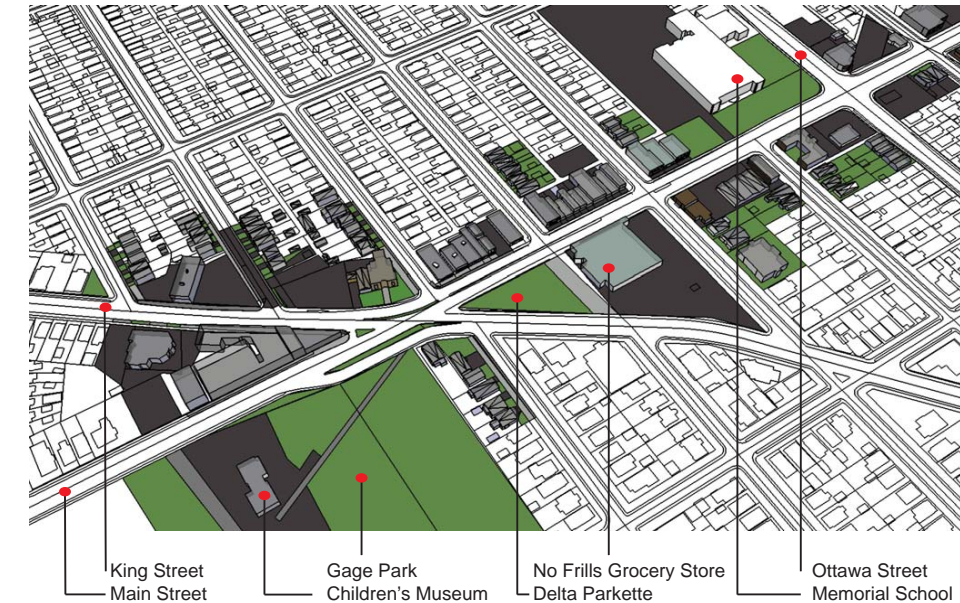 King Street
Main Street
Gage Park
Children's Museum
No Frills Grocery Store
Delta Parkette
Ottawa Street
Memorial School